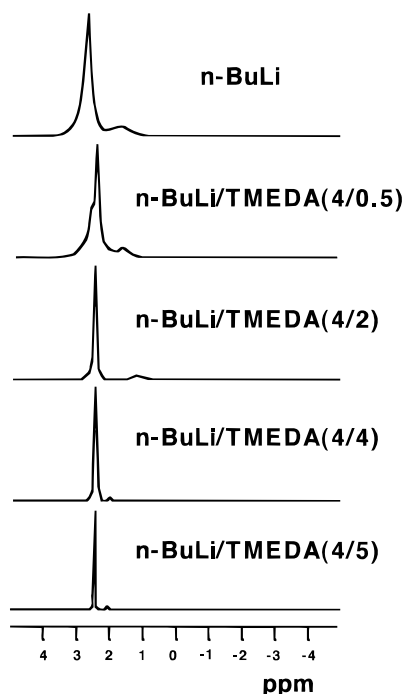 n-BuLi
n-BuLi/TMEDA(4/0.5)
n-BuLi/TMEDA(4/2)
n-BuLi/TMEDA(4/4)
n-BuLi/TMEDA(4/5)
4 3 2 1 0 -1 -2 -3 -4
ppm